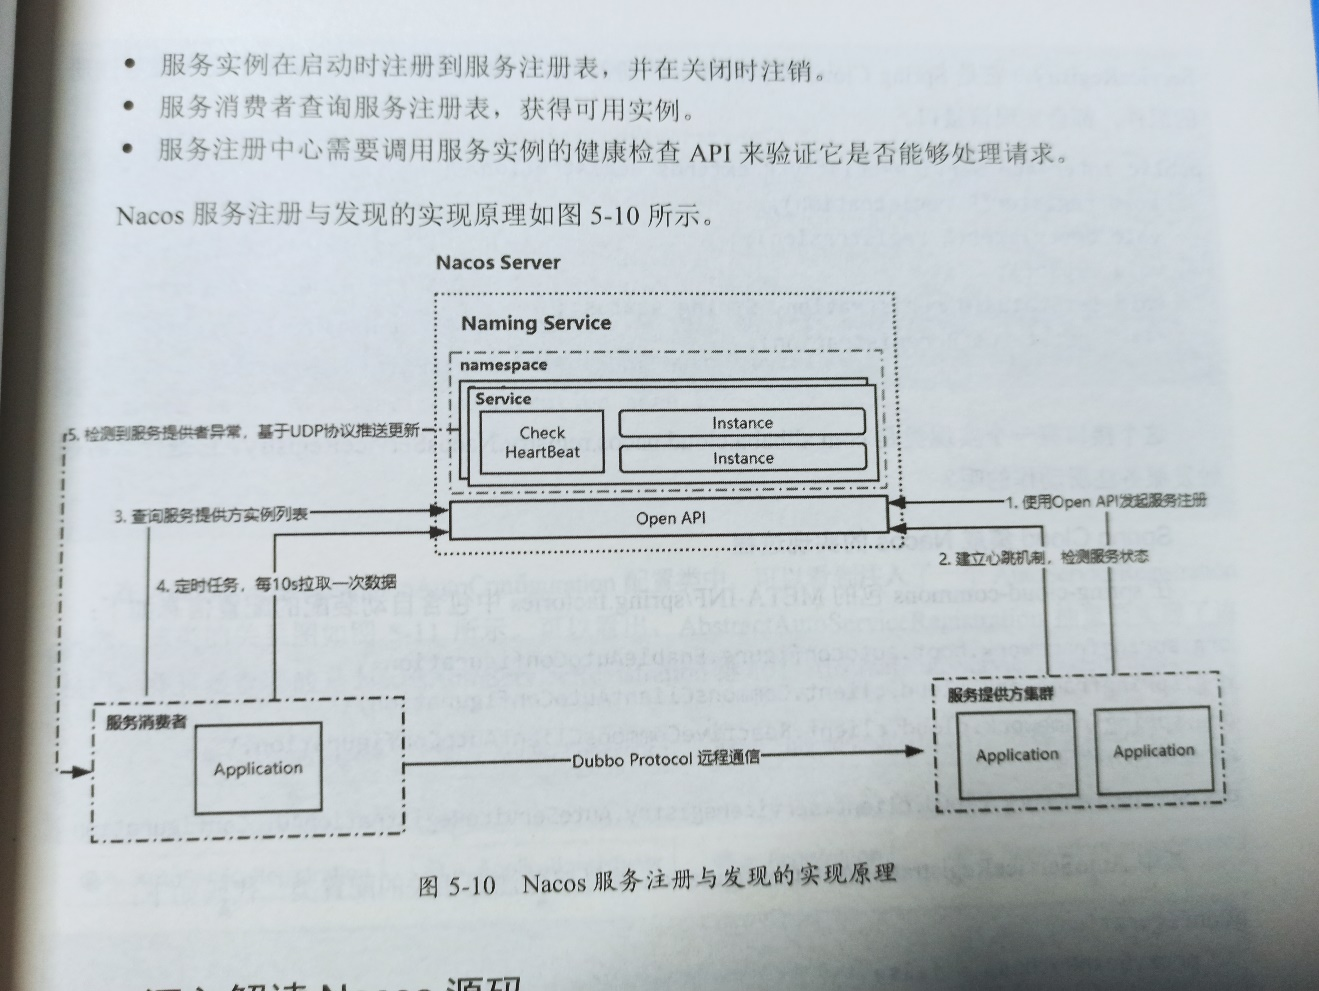 • 服务实例在启动时注册到服务注册表，并在关闭时注销。
• 服务消费者查询服务注册表，获得可用实例。
• 服务注册中心需要调用服务实例的健康检查 API 来验证它是否能够处理请求。
Nacos 服务注册与发现的实现原理如图 5-10 所示。
Nacos Server
Naming Service
namespace
Service
Check
HeartBeat
Instance
Instance
5. 检测到服务提供者异常，基于UDP协议推送更新
Open API
1. 使用Open API发起服务注册
3. 查询服务提供方实例列表
2. 建立心跳机制，检测服务状态
4. 定时任务，每10s拉取一次数据
服务消费者
Application
服务提供方集群
Application
Application
Dubbo Protocol 远程通信
图 5-10 Nacos 服务注册与发现的实现原理